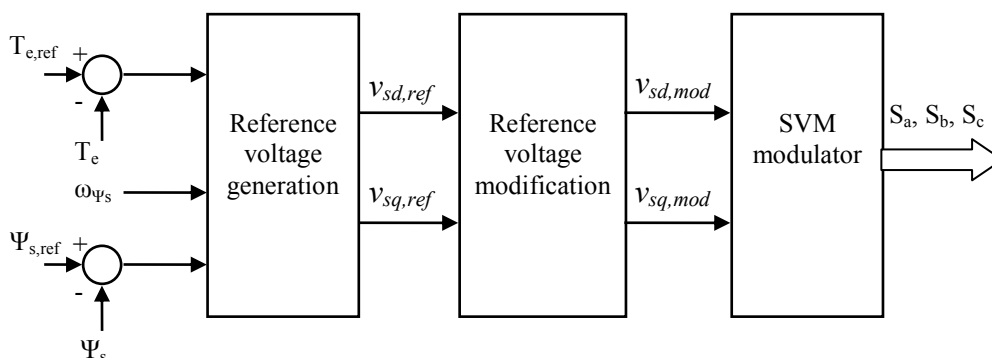 T_e,ref
+
-
T_e
ω_Ψs
Ψ_s,ref
+
-
Ψ_s
Reference
voltage
generation
v_sd,ref
v_sq,ref
Reference
voltage
modification
v_sd,mod
v_sq,mod
SVM
modulator
S_a, S_b, S_c